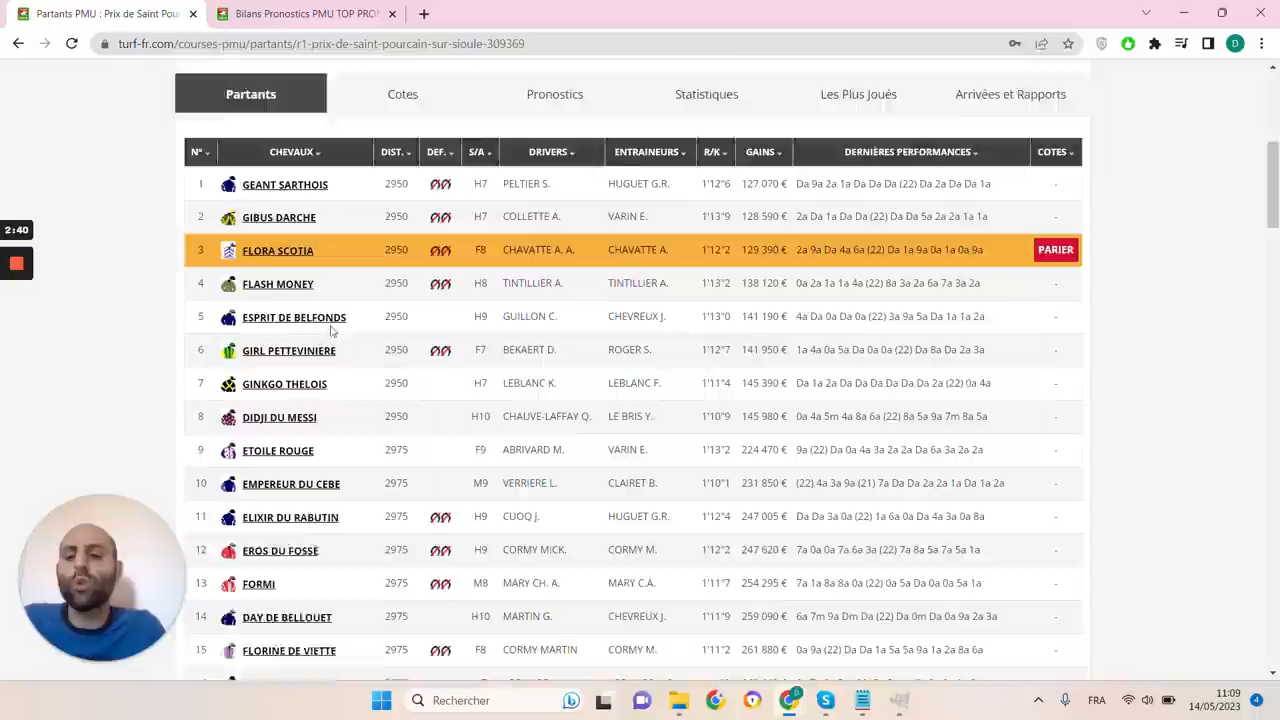 Partants PMU : Prix de Saint Pou
Bilans Pronostics PMU TOP PRO
turf-fr.com/courses-pmu/partants/r1-prix-de-saint-pourcain-sur-sioule-309369
Partants Cotes Pronostics Statistiques Les Plus Joués Arrivées et Rapports
N° CHEVAUX DIST. DEF. S/A DRIVERS ENTRAINEURS R/K GAINS DERNIÈRES PERFORMANCES COTES
1 GEANT SARTHOIS 2950 H7 PELTIER S. HUGUET G.R. 1'12"6 127 070 € Da 9a 2a 1a Da Da Da (22) Da 2a Da Da 1a -
2 GIBUS DARCHE 2950 H7 COLLETTE A. VARIN E. 1'13"9 128 590 € 2a Da 1a Da Da (22) Da Da 5a 2a 2a 1a 1a -
3 FLORA SCOTIA 2950 F8 CHAVATTE A. A. CHAVATTE A. 1'12"2 129 390 € 2a 9a Da 4a 6a (22) Da 1a 9a 0a 1a 0a 9a PARIER
4 FLASH MONEY 2950 H8 TINTILLIER A. TINTILLIER A. 1'13"2 138 120 € 0a 2a 1a 1a 4a (22) 8a 3a 2a 6a 7a 3a 2a -
5 ESPRIT DE BELFONDS 2950 H9 GUILLON C. CHEVREUX J. 1'13"0 141 190 € 4a Da 0a Da 0a (22) 3a 9a 5a Da 1a 1a 2a -
6 GIRL PETTEVINIERE 2950 F7 BEKAERT D. ROGER S. 1'12"7 141 950 € 1a 4a 0a 5a Da 0a 0a (22) Da 8a Da 2a 3a -
7 GINKGO THELOIS 2950 H7 LEBLANC K. LEBLANC F. 1'11"4 145 390 € Da 1a 2a Da Da Da Da Da 2a (22) 0a 4a -
8 DIDJI DU MESSI 2950 H10 CHAUVE-LAFFAY Q. LE BRIS Y. 1'10"9 145 980 € 0a 4a 5m 4a 8a 6a (22) 8a 5a 9a 7m 8a 5a -
9 ETOILE ROUGE 2975 F9 ABRIVARD M. VARIN E. 1'13"2 224 470 € 9a (22) Da 0a 4a 3a 2a 2a Da 6a 3a 2a 2a -
10 EMPEREUR DU CEBE 2975 M9 VERRIERE L. CLAIRET B. 1'10"1 231 850 € (22) 4a 3a 9a (21) 7a Da Da 2a 2a 1a Da 1a 2a -
11 ELIXIR DU RABUTIN 2975 H9 CUOQ J. HUGUET G.R. 1'12"4 247 005 € Da Da 3a 0a (22) 1a 6a 0a Da 4a 3a 0a 8a -
12 EROS DU FOSSE 2975 H9 CORMY MICK. CORMY M. 1'12"2 247 620 € 7a 0a 0a 7a 6a 3a (22) 7a 8a 5a 7a 5a 1a -
13 FORMI 2975 M8 MARY CH. A. MARY C.A. 1'11"7 254 295 € 7a 1a 8a 8a 0a (22) 0a 5a Da 0a 0a 5a 1a -
14 DAY DE BELLOUET 2975 H10 MARTIN G. CHEVREUX J. 1'11"9 259 090 € 6a 7m 9a Dm Da (22) Da 0m Da 0a 9a 2a 3a -
15 FLORINE DE VIETTE 2975 F8 CORMY MARTIN CORMY M. 1'11"2 261 880 € 0a 9a (22) Da Da 1a 5a 5a 9a 1a 2a 8a 6a -
2:40
Rechercher
FRA
11:09
14/05/2023
4